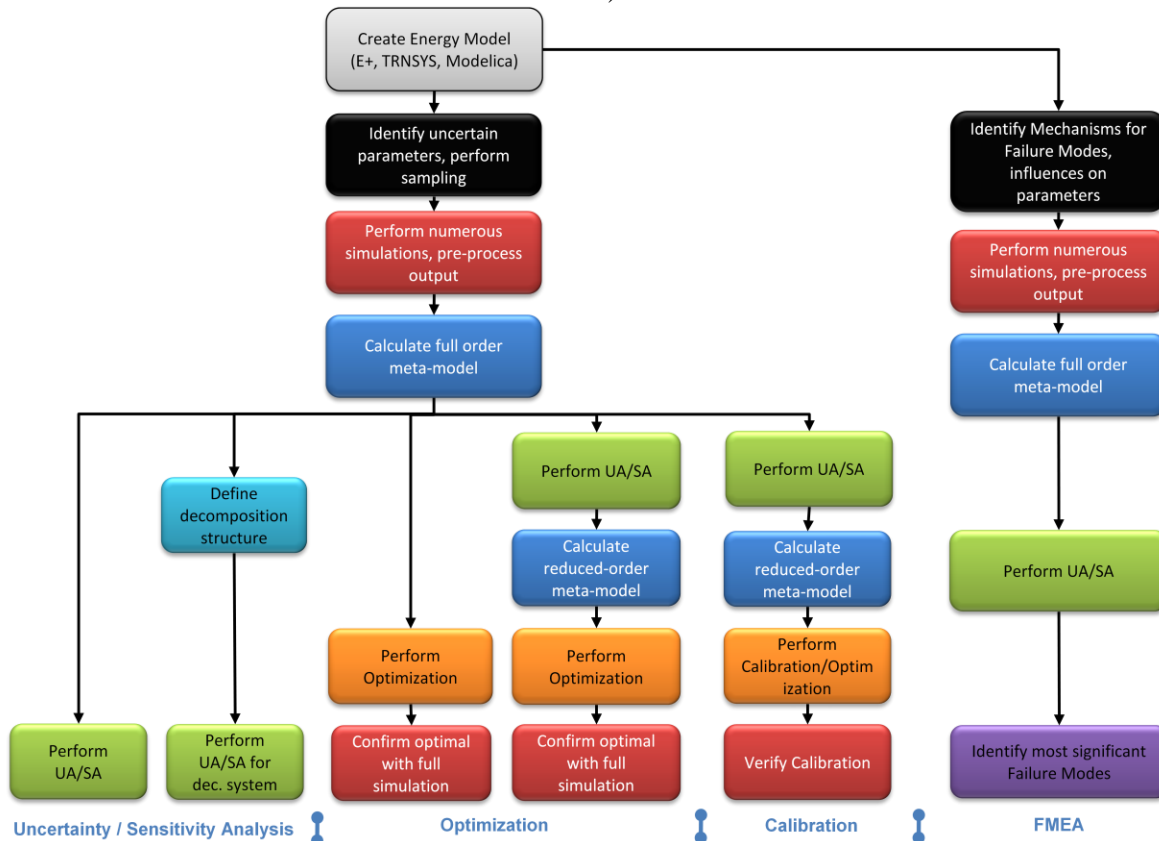 Create Energy Model
(E+, TRNSYS, Modelica)
Identify uncertain
parameters, perform
sampling
Identify Mechanisms for
Failure Modes,
influences on
parameters
Perform numerous
simulations, pre-process
output
Perform numerous
simulations, pre-process
output
Calculate full order
meta-model
Calculate full order
meta-model
Define
decomposition
structure
Perform UA/SA
Perform UA/SA
Calculate
reduced-order
meta-model
Calculate
reduced-order
meta-model
Perform UA/SA
Perform
Optimization
Perform
Optimization
Perform
Calibration/Optim
ization
Perform
UA/SA
Perform
UA/SA for
dec. system
Confirm optimal
with full
simulation
Confirm optimal
with full
simulation
Verify Calibration
Identify most significant
Failure Modes
Uncertainty / Sensitivity Analysis
Optimization
Calibration
FMEA